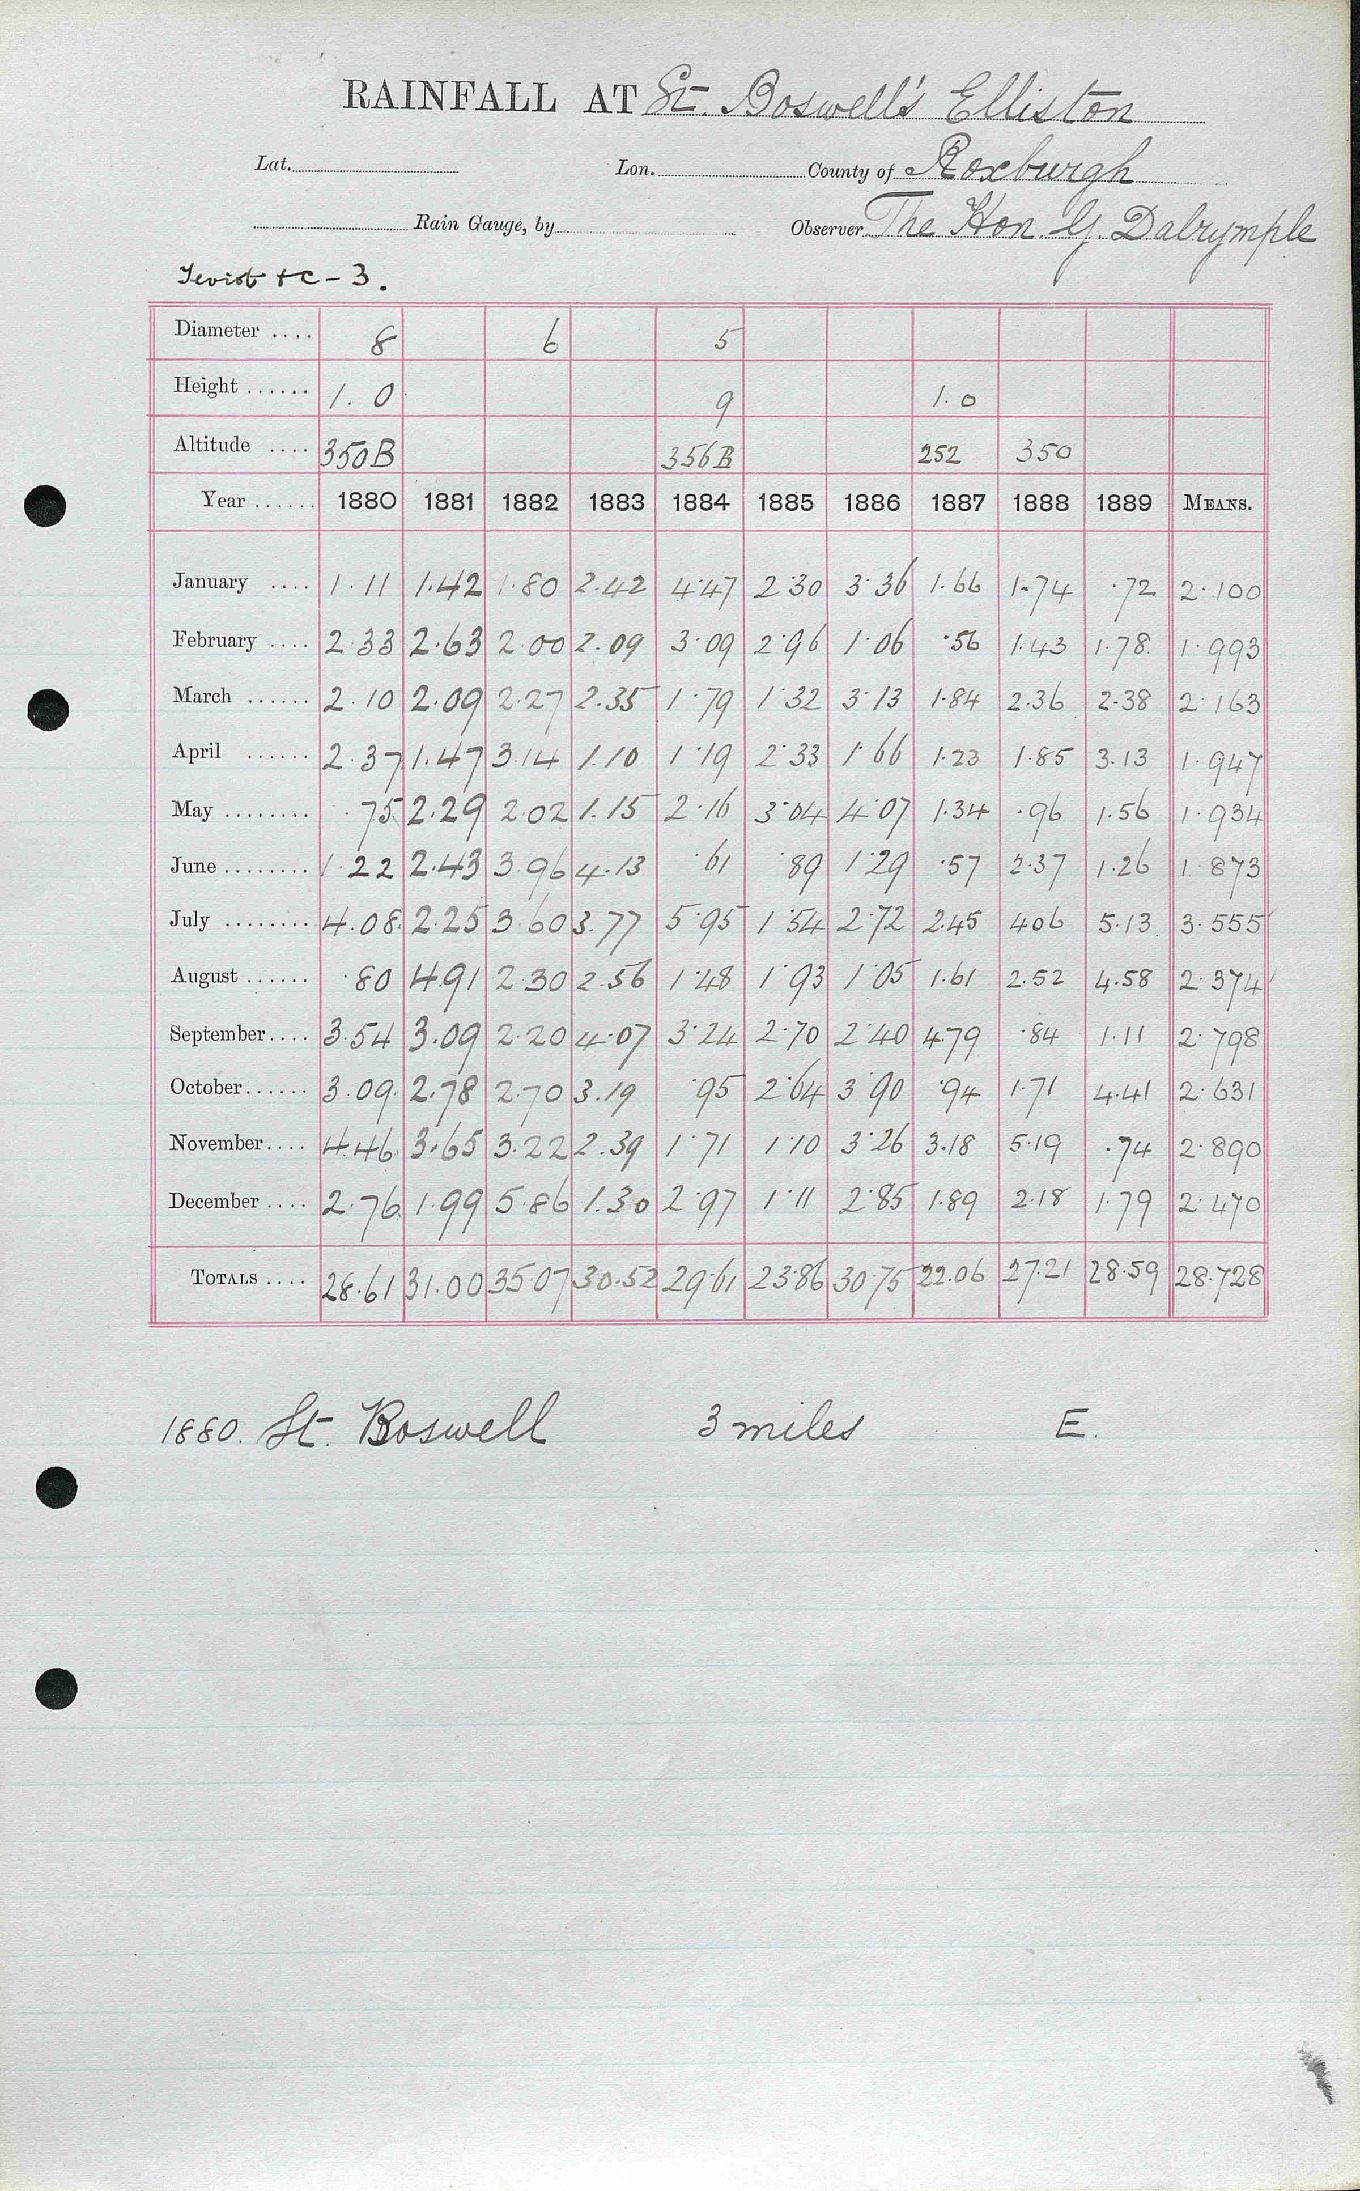 RAINFALL AT St. Boswell's Elliston
Lat. Lon. County of Roxburgh
Rain Gauge, by Observer The Hon. G. Dalrymple
Teviot &c - 3.
Diameter .... 8 6 5
Height ...... 1. 0 9 1. 0
Altitude .... 350B 356B 252 350
Year ...... 1880 1881 1882 1883 1884 1885 1886 1887 1888 1889 MEANS.
January .... 1.11 1.42 1.80 2.42 4.47 2.30 3.36 1.66 1.74 .72 2.100
February .... 2.33 2.63 2.00 2.09 3.09 2.96 1.06 .56 1.43 1.78 1.993
March ...... 2.10 2.09 2.27 2.35 1.79 1.32 3.13 1.84 2.36 2.38 2.163
April ...... 2.37 1.47 3.14 1.10 1.19 2.33 1.66 1.23 1.85 3.13 1.947
May ........ .75 2.29 2.02 1.15 2.16 3.04 4.07 1.34 .96 1.56 1.934
June ........ 1.22 2.43 3.96 4.13 .61 .89 1.29 .57 2.37 1.26 1.873
July ........ 4.08 2.25 3.60 3.77 5.95 1.54 2.72 2.45 4.06 5.13 3.555
August ...... .80 4.91 2.30 2.56 1.48 1.93 1.05 1.61 2.52 4.58 2.374
September.... 3.54 3.09 2.20 4.07 3.24 2.70 2.40 4.79 .84 1.11 2.798
October...... 3.09 2.78 2.70 3.19 .95 2.64 3.90 .94 1.71 4.41 2.631
November.... 4.46 3.65 3.22 2.39 1.71 1.10 3.26 3.18 5.19 .74 2.890
December .... 2.76 1.99 5.86 1.30 2.97 1.11 2.85 1.89 2.18 1.79 2.470
TOTALS .... 28.61 31.00 35.07 30.52 29.61 23.86 30.75 22.06 27.21 28.59 28.728
1880. St. Boswell 3 miles E.